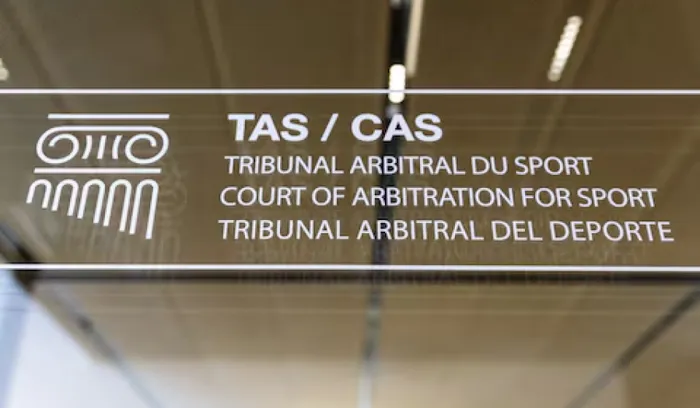 TAS / CAS
TRIBUNAL ARBITRAL DU SPORT
COURT OF ARBITRATION FOR SPORT
TRIBUNAL ARBITRAL DEL DEPORTE